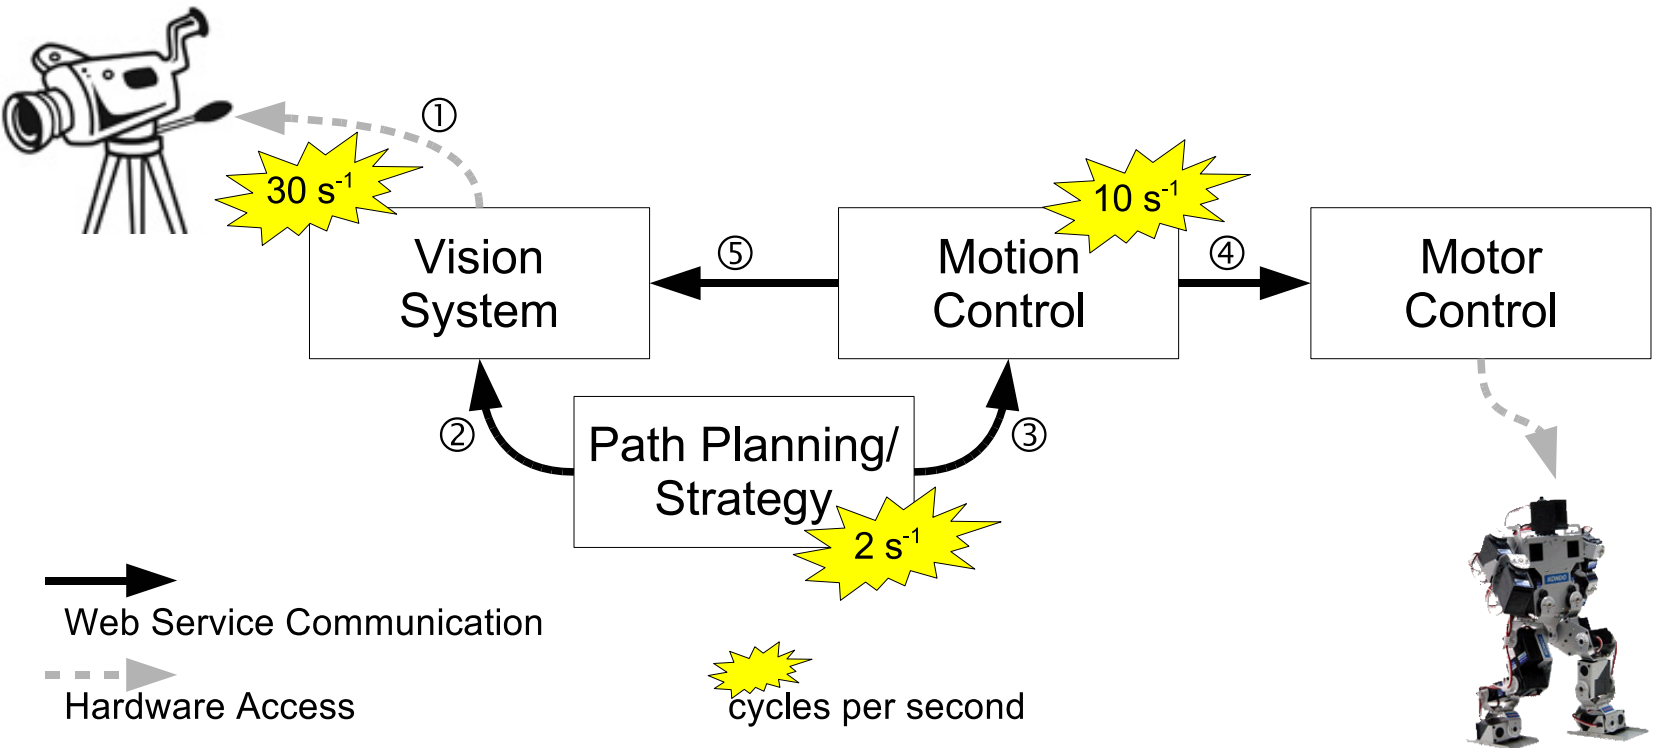 ①
30 s⁻¹
10 s⁻¹
Vision
System
⑤
Motion
Control
④
Motor
Control
②
Path Planning/
Strategy
③
2 s⁻¹
KONDO
Web Service Communication
Hardware Access
cycles per second